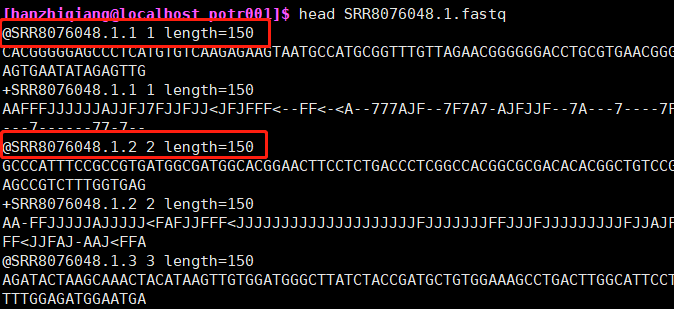 [hanzhiqiang@localhost potr001]$ head SRR8076048.1.fastq
@SRR8076048.1.1 1 length=150
CACGGGGGAGCCCTCATGTGTCAAGAGAAGTAATGCCATGCGGTTTGTTAGAACGGGGGGACCTGCGTGAACGGG
AGTGAATATAGAGTTG
+SRR8076048.1.1 1 length=150
AAFFFJJJJJJAJJFJ7FJJFJJ<JFJFFF<--FF<-<A--777AJF--7F7A7-AJFJJF--7A---7----7F
---7------77-7--
@SRR8076048.1.2 2 length=150
GCCCATTTCCGCCGTGATGGCGATGGCACGGAACTTCCTCTGACCCTCGGCCACGGCGCGACACACGGCTGTCCG
AGCCGTCTTTGGTGAG
+SRR8076048.1.2 2 length=150
AA-FFJJJJJAJJJJJ<FAFJJFFF<JJJJJJJJJJJJJJJJJJJJFJJJJJJJFFJJJFJJJJJJJJJFJJAJF
FF<JJFAJ-AAJ<FFA
@SRR8076048.1.3 3 length=150
AGATACTAAGCAAACTACATAAGTTGTGGATGGGCTTATCTACCGATGCTGTGGAAAGCCTGACTTGGCATTCCT
TTTGGAGATGGAATGA